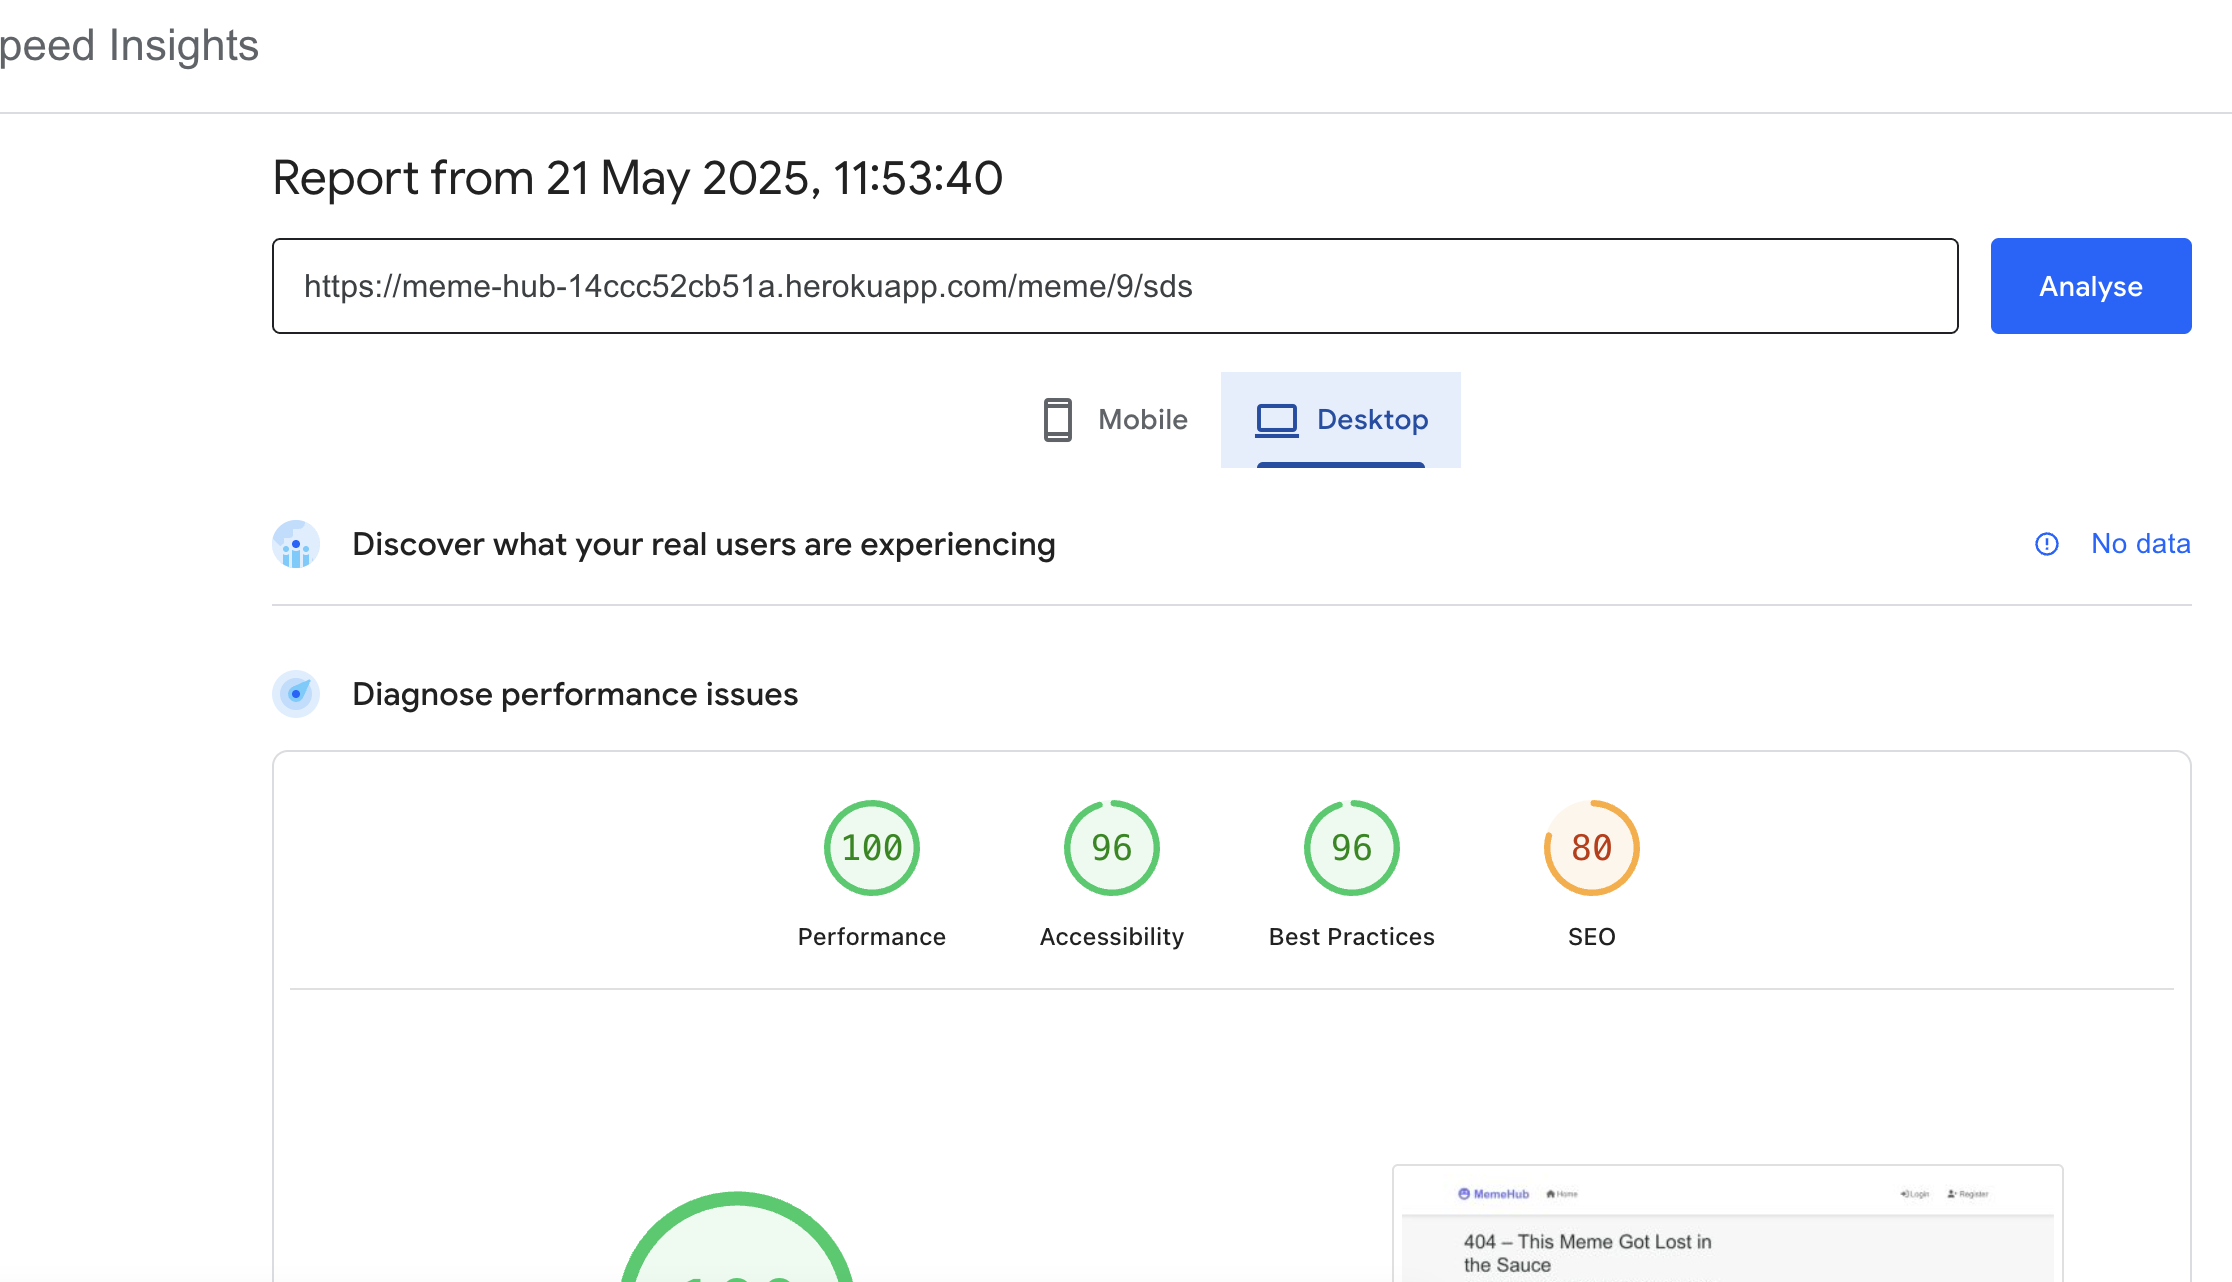 peed Insights
Report from 21 May 2025, 11:53:40
https://meme-hub-14ccc52cb51a.herokuapp.com/meme/9/sds
Analyse
Mobile
Desktop
Discover what your real users are experiencing
No data
Diagnose performance issues
100
96
96
80
Performance
Accessibility
Best Practices
SEO
MemeHub
Home
Login
Register
404 – This Meme Got Lost in
the Sauce